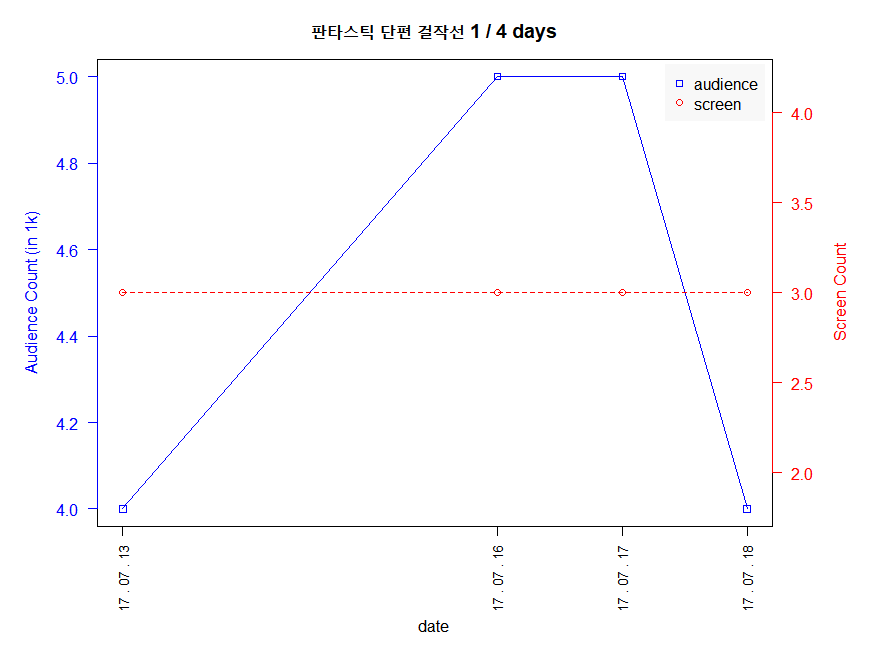 판타스틱 단편 걸작선 1 / 4 days
audience
screen
5.0
4.8
4.6
4.4
4.2
4.0
Audience Count (in 1k)
4.0
3.5
3.0
2.5
2.0
Screen Count
17 . 07 . 13
17 . 07 . 16
17 . 07 . 17
17 . 07 . 18
date